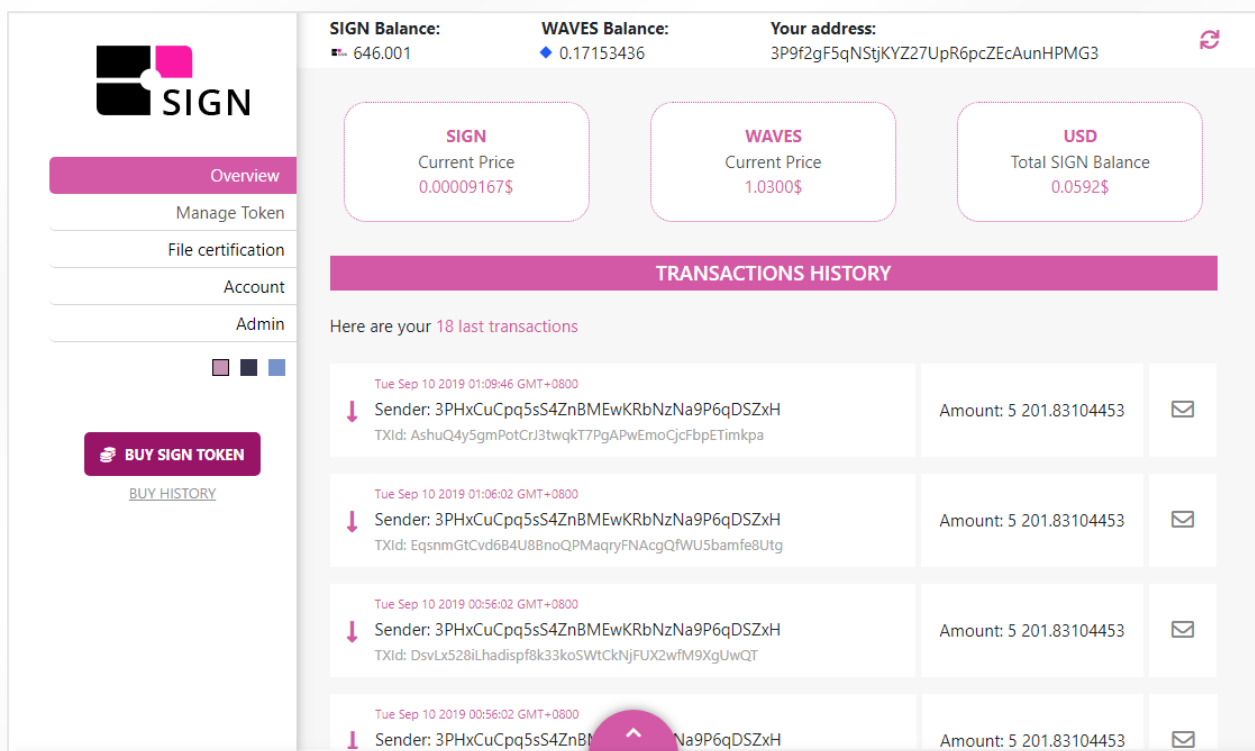 SIGN
Overview
Manage Token
File certification
Account
Admin
BUY SIGN TOKEN
BUY HISTORY
SIGN Balance:
646.001
WAVES Balance:
0.17153436
Your address:
3P9f2gF5qNStjKYZ27UpR6pcZEcAunHPMG3
SIGN
Current Price
0.00009167$
WAVES
Current Price
1.0300$
USD
Total SIGN Balance
0.0592$
TRANSACTIONS HISTORY
Here are your 18 last transactions
Tue Sep 10 2019 01:09:46 GMT+0800
Sender: 3PHxCuCpq5sS4ZnBMEwKRbNzNa9P6qDSZxH
TXId: AshuQ4y5gmPotCrJ3twqkT7PgAPwEmoCjcFbpETimkpa
Amount: 5 201.83104453
Tue Sep 10 2019 01:06:02 GMT+0800
Sender: 3PHxCuCpq5sS4ZnBMEwKRbNzNa9P6qDSZxH
TXId: EqsnmGtCvd6B4U8BnoQPMaqryFNAcgQfWU5bamfe8Utg
Amount: 5 201.83104453
Tue Sep 10 2019 00:56:02 GMT+0800
Sender: 3PHxCuCpq5sS4ZnBMEwKRbNzNa9P6qDSZxH
TXId: DsvLx528iLhadispf8k33koSWtCkNjFUX2wfM9XgUwQT
Amount: 5 201.83104453
Tue Sep 10 2019 00:56:02 GMT+0800
Sender:
Amount: 5 201.83104453